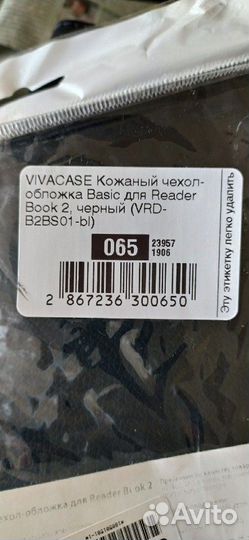 VIVACASE Кожаный чехол-
обложка Basic для Reader
Book 2, черный (VRD-
B2BS01-bl)
065 23957
1906
2 867236 300650
Эту этикетку легко удалить
чехол-обложка для Reader Book 2
Avito